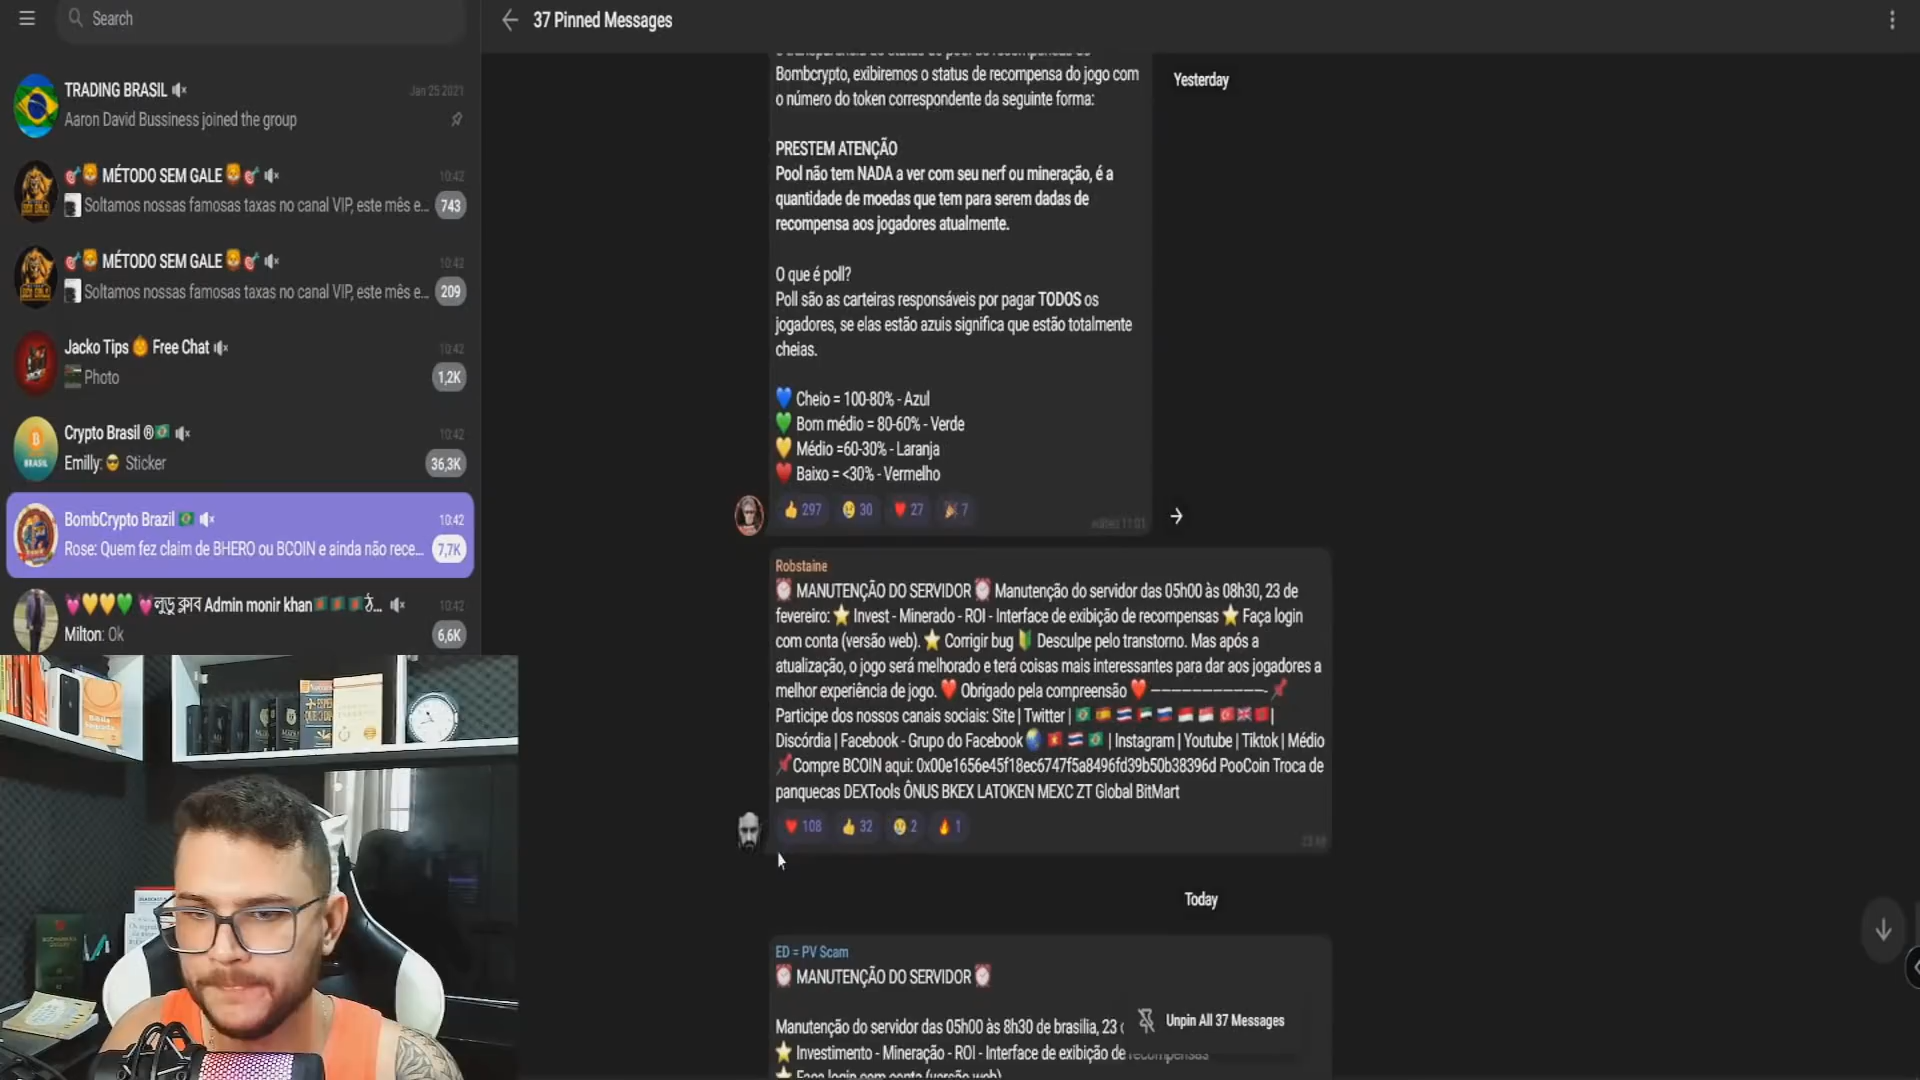 Search
TRADING BRASIL
Jan 25 2021
Aaron David Bussiness joined the group
MÉTODO SEM GALE
10:42
Soltamos nossas famosas taxas no canal VIP, este mês e...
743
MÉTODO SEM GALE
10:42
Soltamos nossas famosas taxas no canal VIP, este mês e...
209
Jacko Tips 🎃 Free Chat
10:42
Photo
1,2K
Crypto Brasil ®🇧🇷
10:42
Emilly: 😎 Sticker
36,3K
BombCrypto Brazil 🇧🇷
10:42
Rose: Quem fez claim de BHERO ou BCOIN e ainda não rece...
7,7K
💗💛💛💚 💗লুডু ক্লাব Admin monir khan🇧🇩🇧🇩🇧🇩
10:42
Milton: Ok
6,6K
37 Pinned Messages
Yesterday
Bombcrypto, exibiremos o status de recompensa do jogo com
o número do token correspondente da seguinte forma:
PRESTEM ATENÇÃO
Pool não tem NADA a ver com seu nerf ou mineração, é a
quantidade de moedas que tem para serem dadas de
recompensa aos jogadores atualmente.
O que é poll?
Poll são as carteiras responsáveis por pagar TODOS os
jogadores, se elas estão azuis significa que estão totalmente
cheias.
💙 Cheio = 100-80% - Azul
💚 Bom médio = 80-60% - Verde
💛 Médio =60-30% - Laranja
❤️ Baixo = <30% - Vermelho
👍 297 😢 30 ❤️ 27 🎉 7
edited 11:01
Robstaine
⏰ MANUTENÇÃO DO SERVIDOR ⏰ Manutenção do servidor das 05h00 às 08h30, 23 de
fevereiro: ⭐ Invest - Minerado - ROI - Interface de exibição de recompensas ⭐ Faça login
com conta (versão web). ⭐ Corrigir bug 🔰 Desculpe pelo transtorno. Mas após a
atualização, o jogo será melhorado e terá coisas mais interessantes para dar aos jogadores a
melhor experiência de jogo. ❤️ Obrigado pela compreensão ❤️ ——————————- 📌
Participe dos nossos canais sociais: Site | Twitter |
Discórdia | Facebook - Grupo do Facebook | Instagram | Youtube | Tiktok | Médio
📌Compre BCOIN aqui: 0x00e1656e45f18ec6747f5a8496fd39b50b38396d PooCoin Troca de
panquecas DEXTools ÔNUS BKEX LATOKEN MEXC ZT Global BitMart
❤️ 108 👍 32 😢 2 🔥 1
Today
ED = PV Scam
⏰ MANUTENÇÃO DO SERVIDOR ⏰
Manutenção do servidor das 05h00 às 8h30 de brasilia, 23
⭐ Investimento - Mineração - ROI - Interface de exibição de recompensas
⭐ Faça login com conta (versão web)
Unpin All 37 Messages